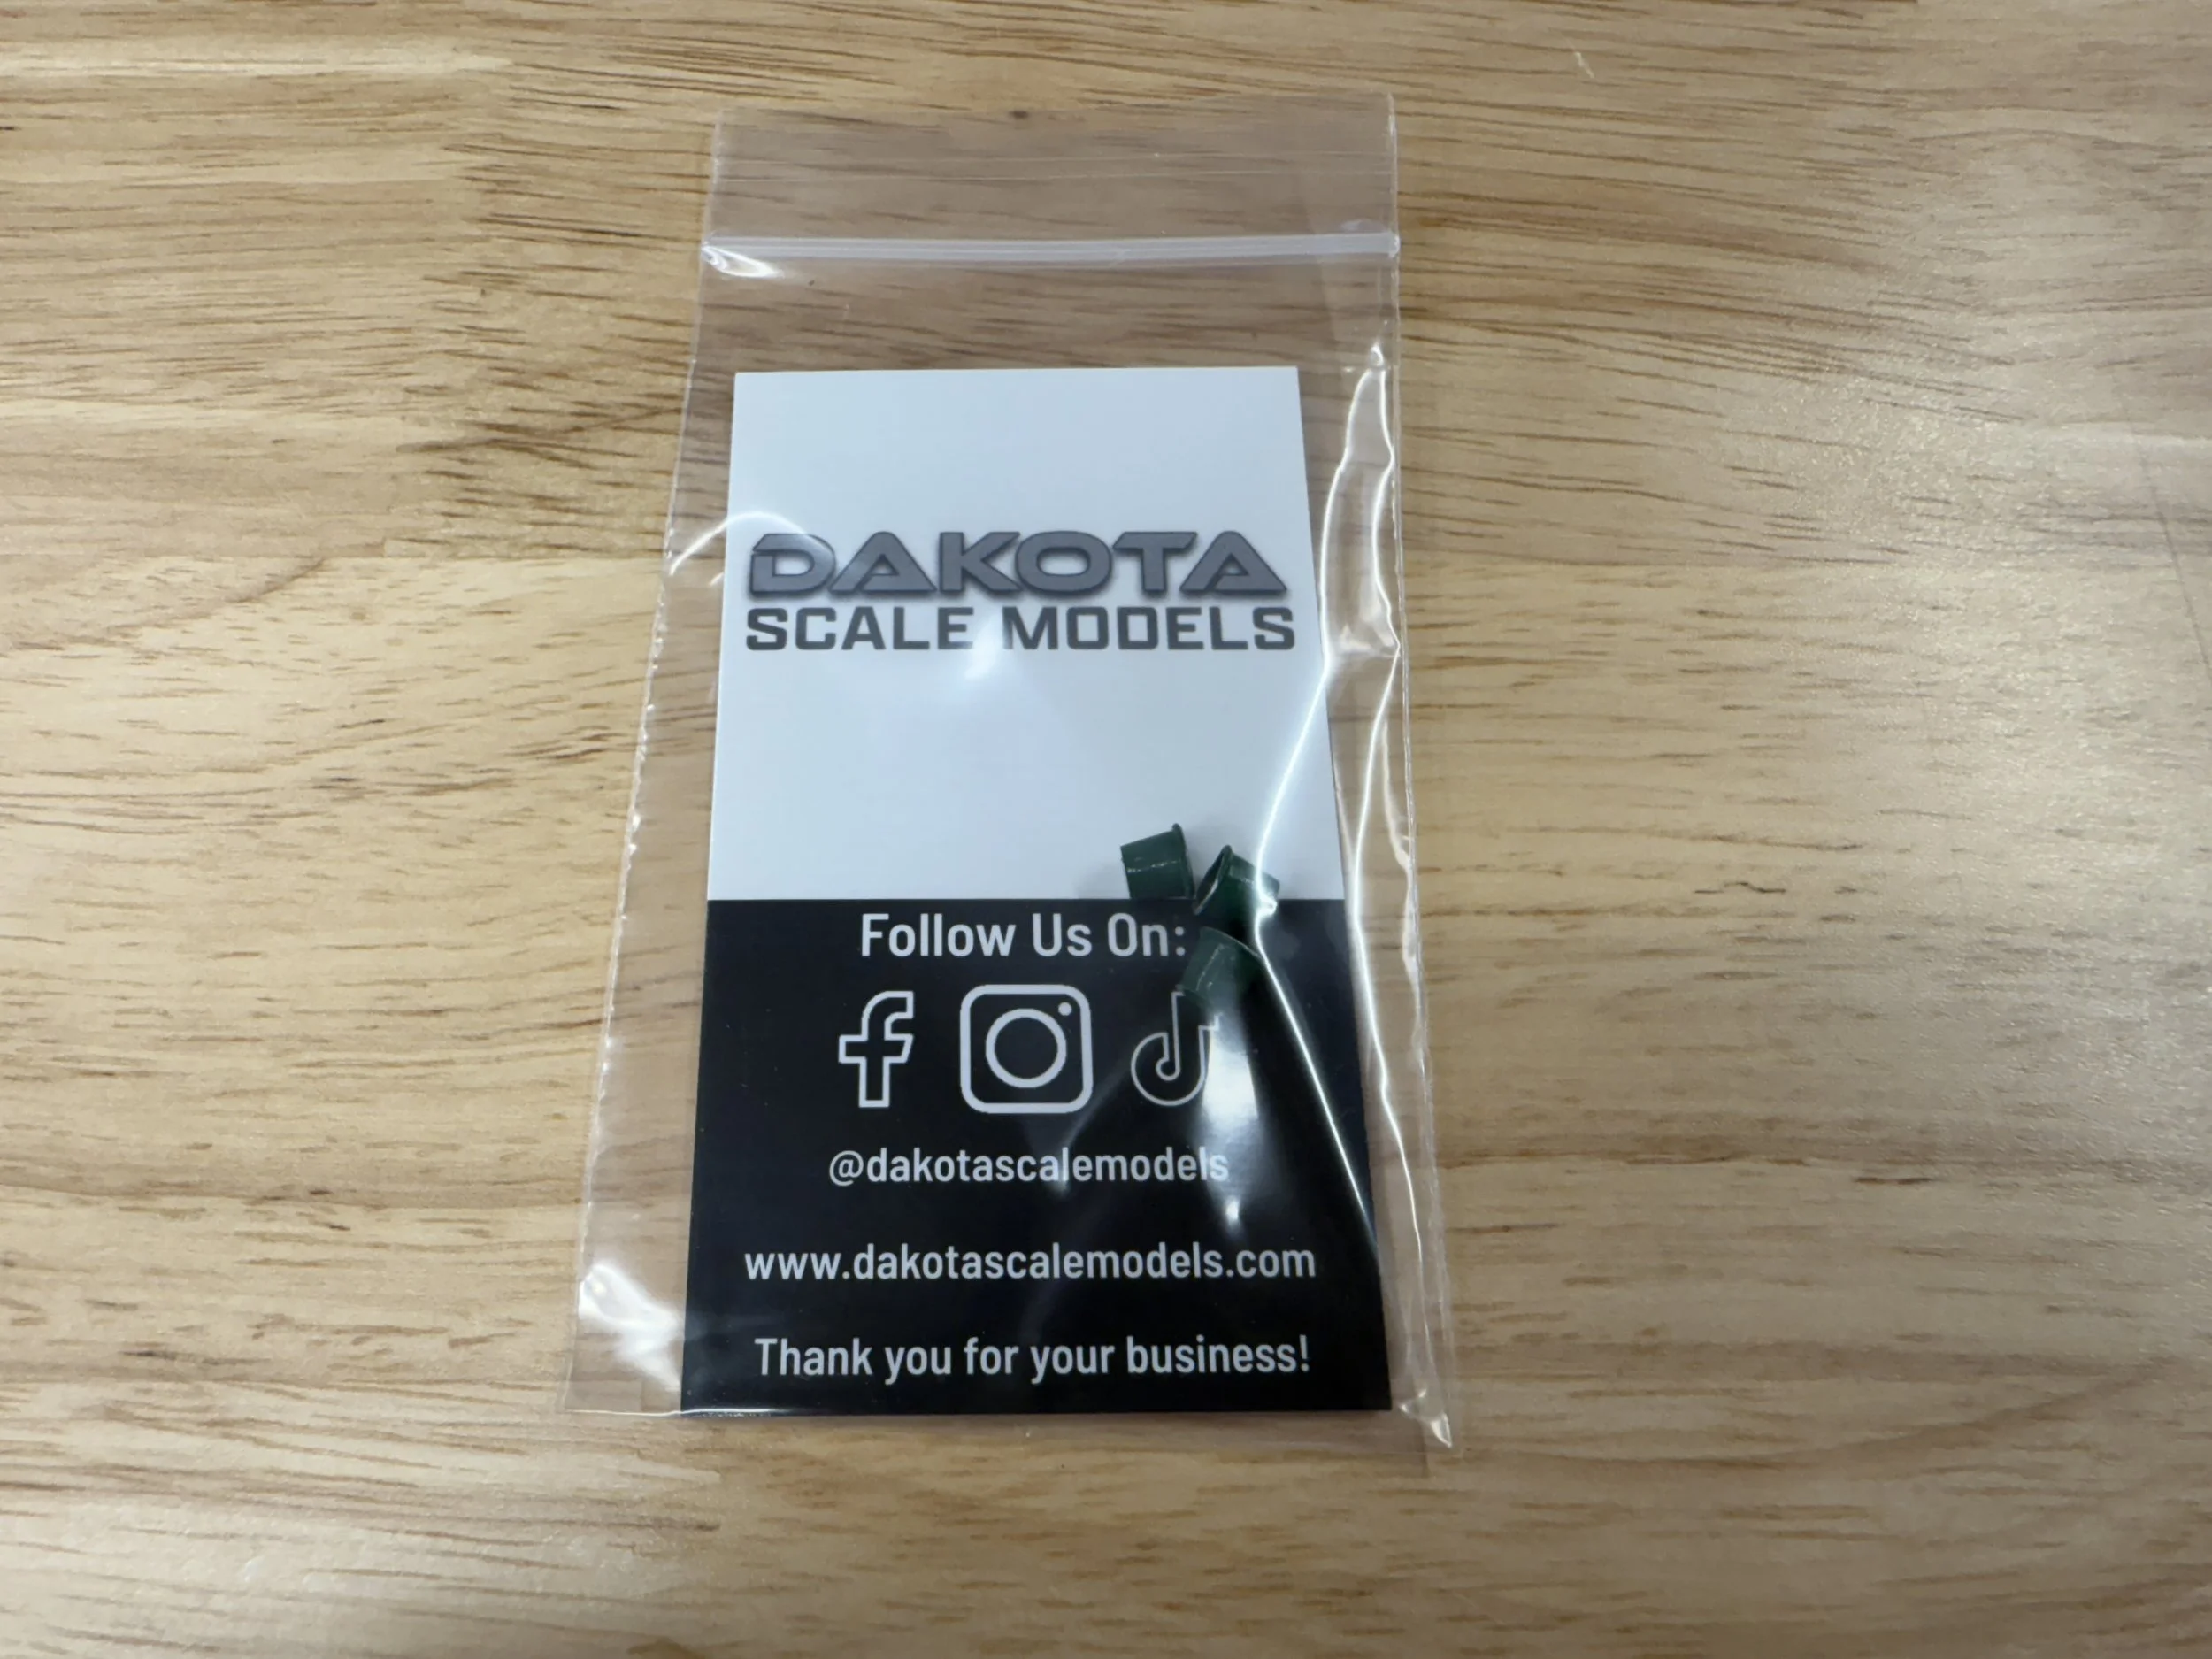 DAKOTA
SCALE MODELS
Follow Us On:
@dakotascalemodels
www.dakotascalemodels.com
Thank you for your business!